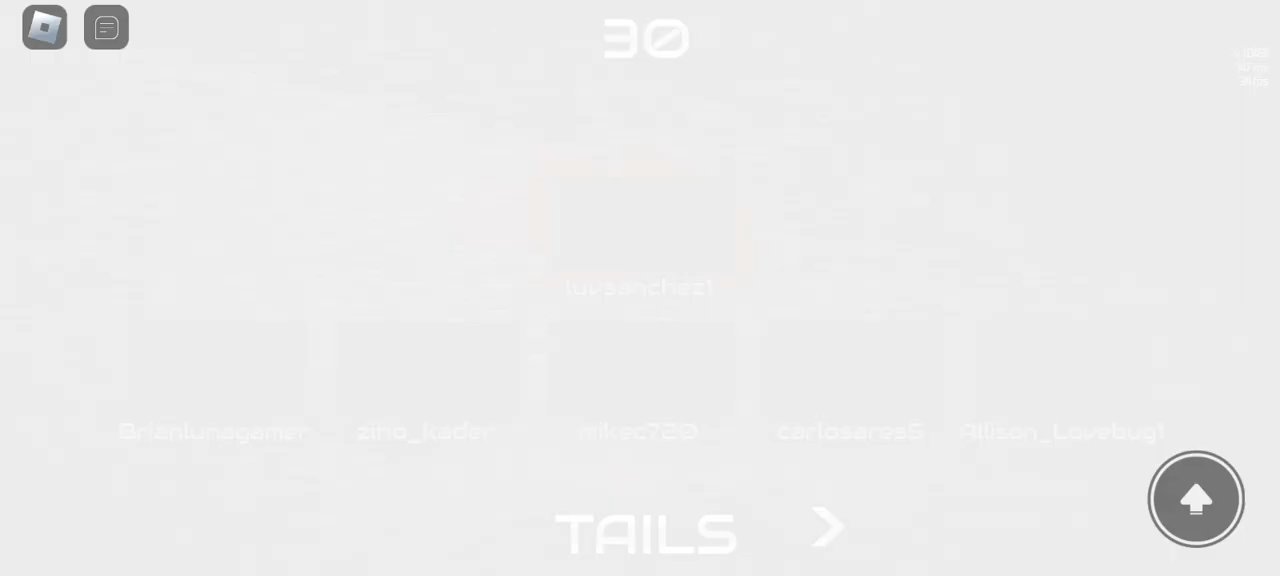 30
luvsanchez1
Brianlunagamer zino_kader mikec720 carlosares5 Allison_Lovebug1
TAILS >